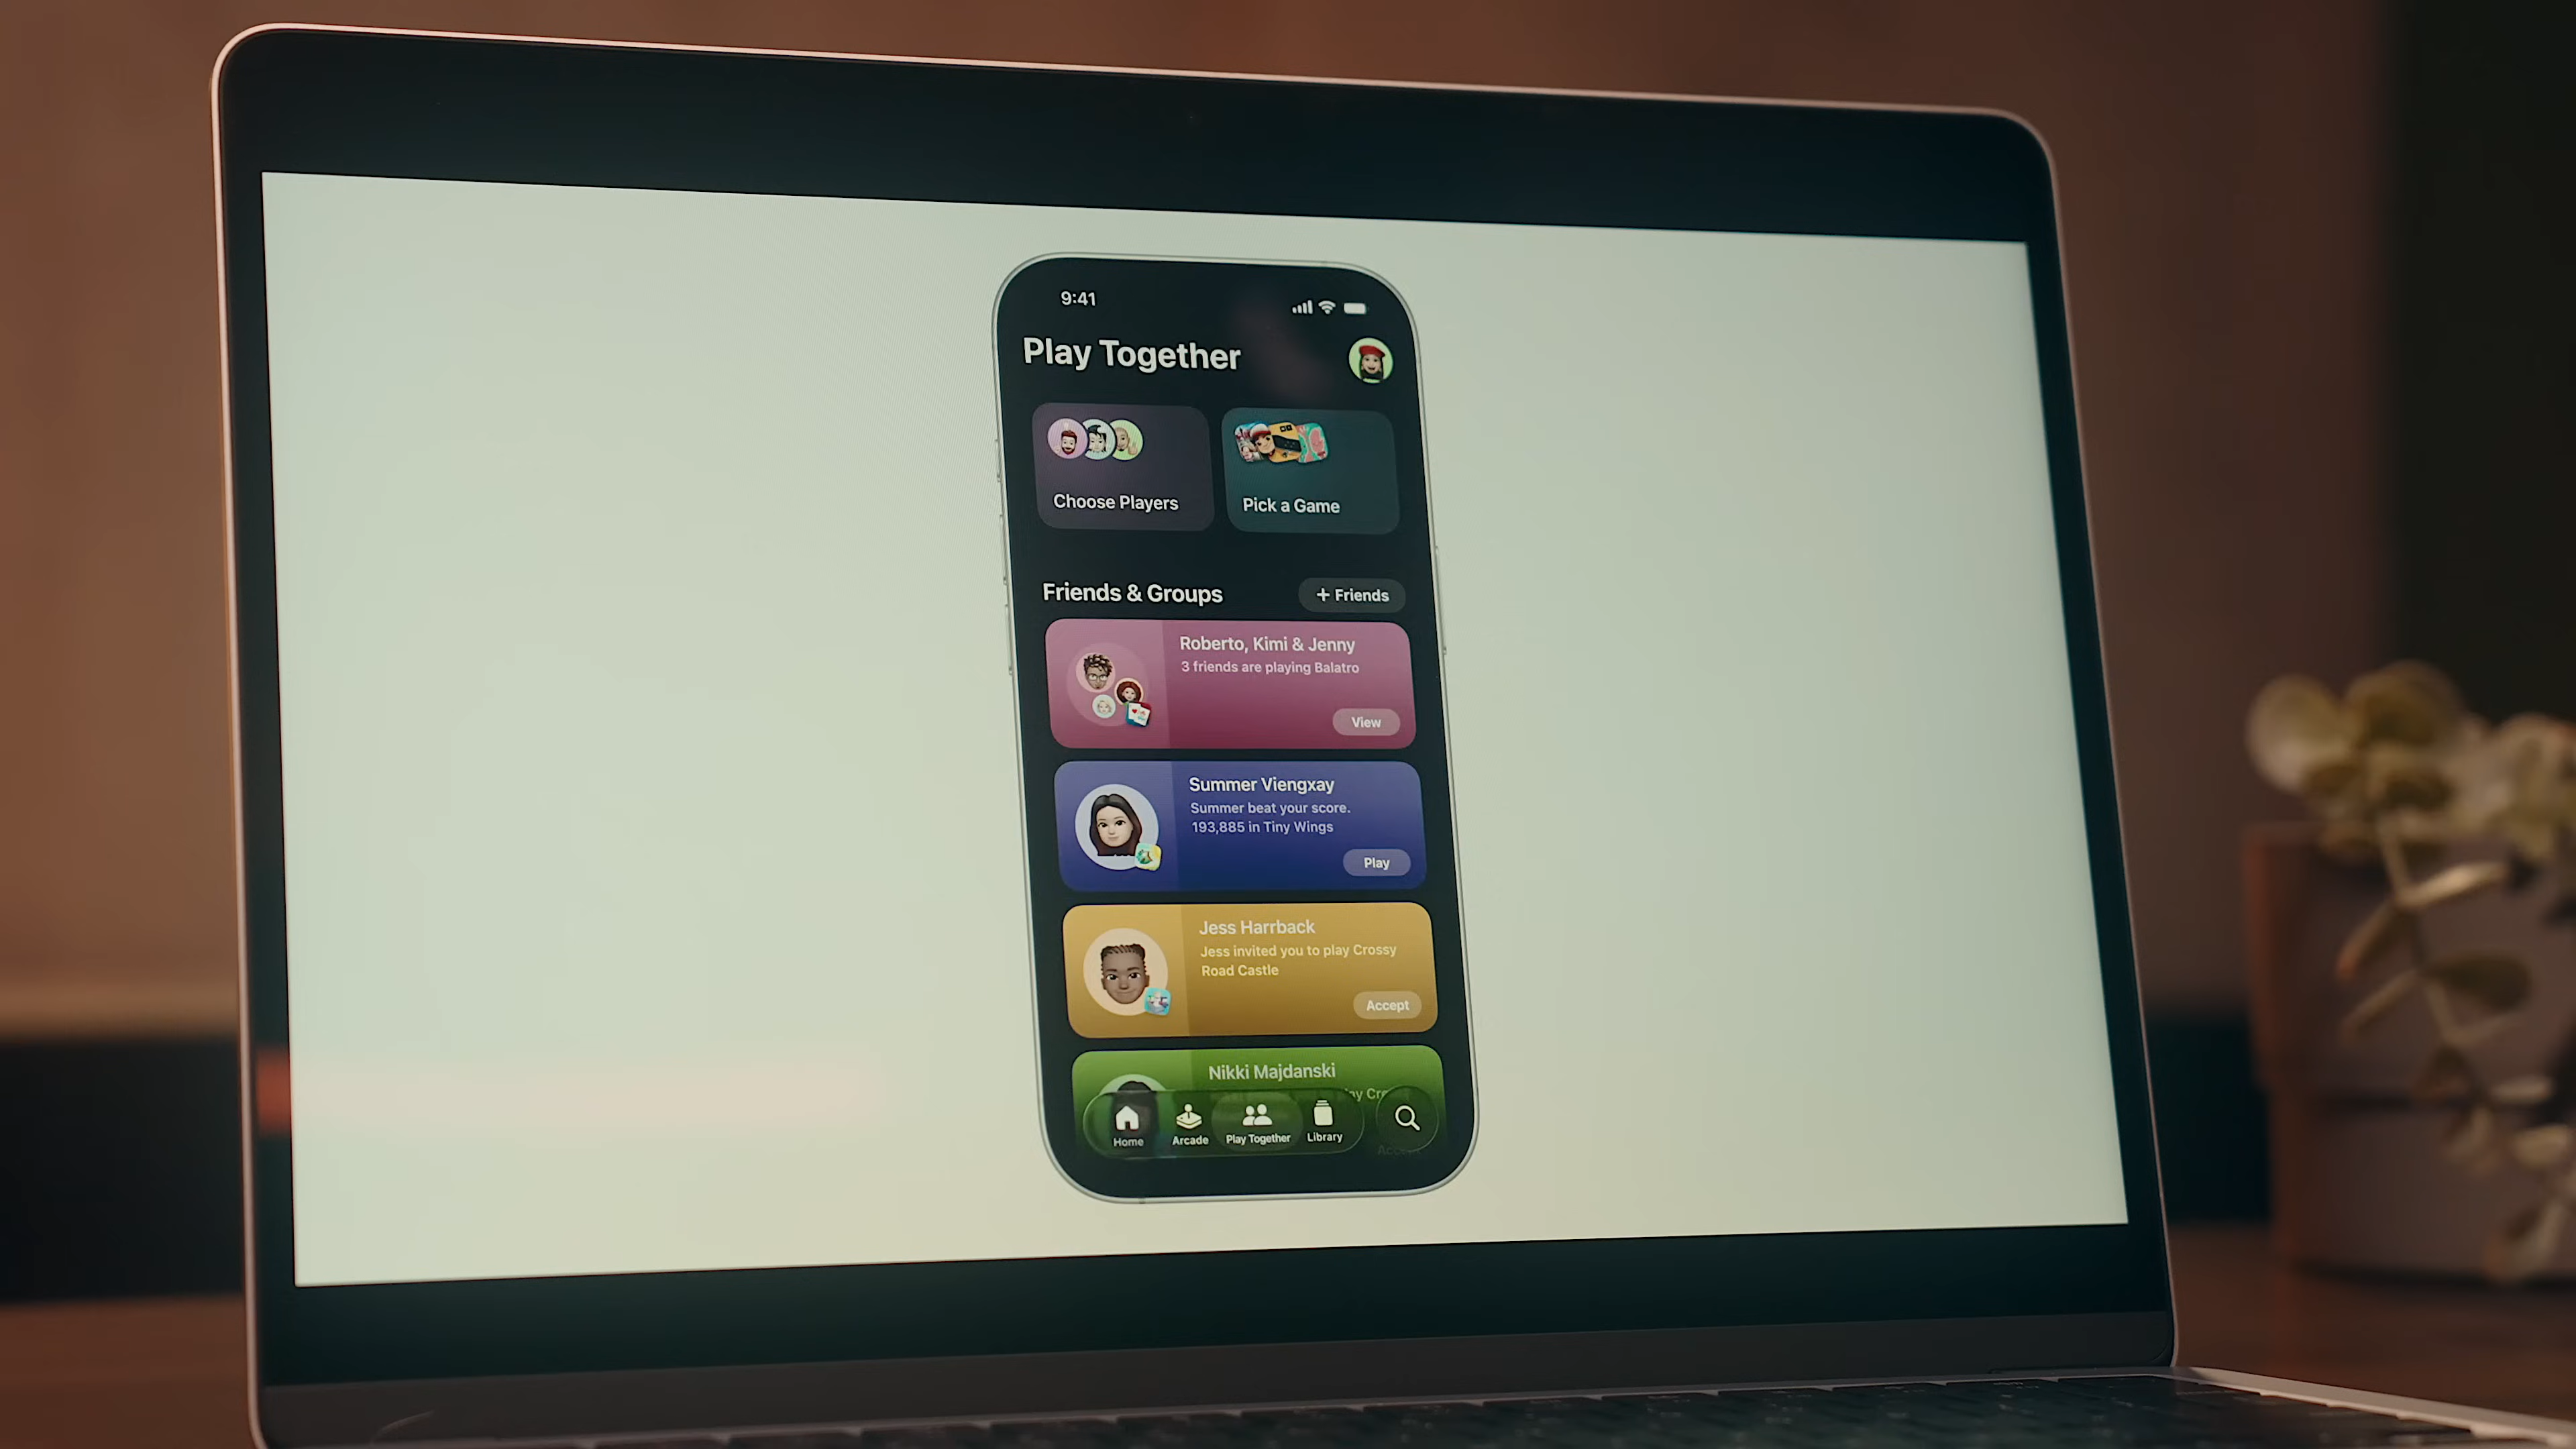 9:41
Play Together
Choose Players
Pick a Game
Friends & Groups
+ Friends
Roberto, Kimi & Jenny
3 friends are playing Balatro
View
Summer Viengxay
Summer beat your score.
193,885 in Tiny Wings
Play
Jess Harrback
Jess invited you to play Crossy
Road Castle
Accept
Nikki Majdanski
Home
Arcade
Play Together
Library